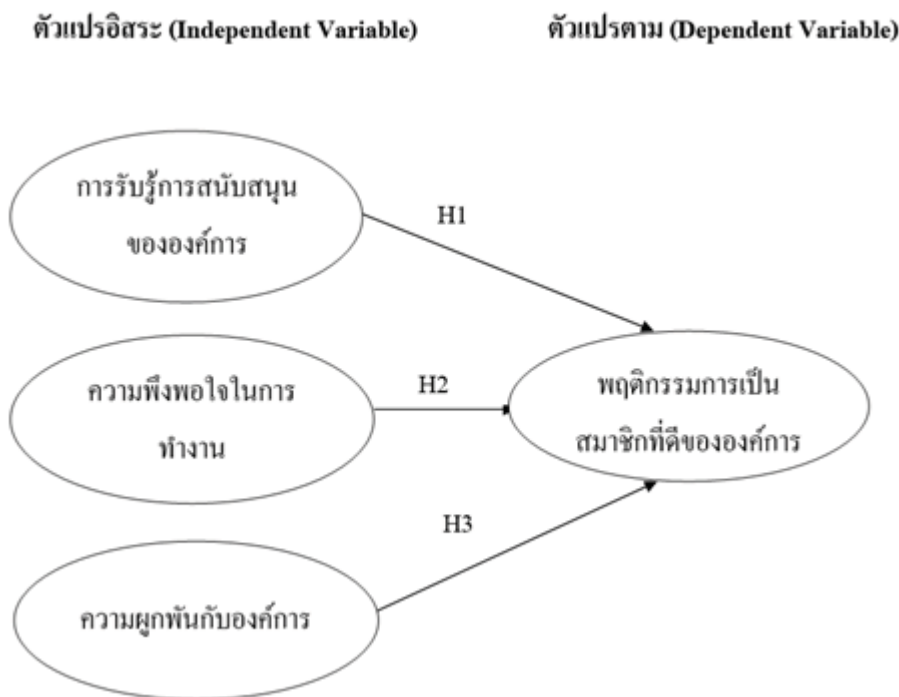 ตัวแปรอิสระ (Independent Variable) ตัวแปรตาม (Dependent Variable)
การรับรู้การสนับสนุน
ขององค์การ
H1
ความพึงพอใจในการ
ทำงาน
H2
พฤติกรรมการเป็น
สมาชิกที่ดีขององค์การ
H3
ความผูกพันกับองค์การ